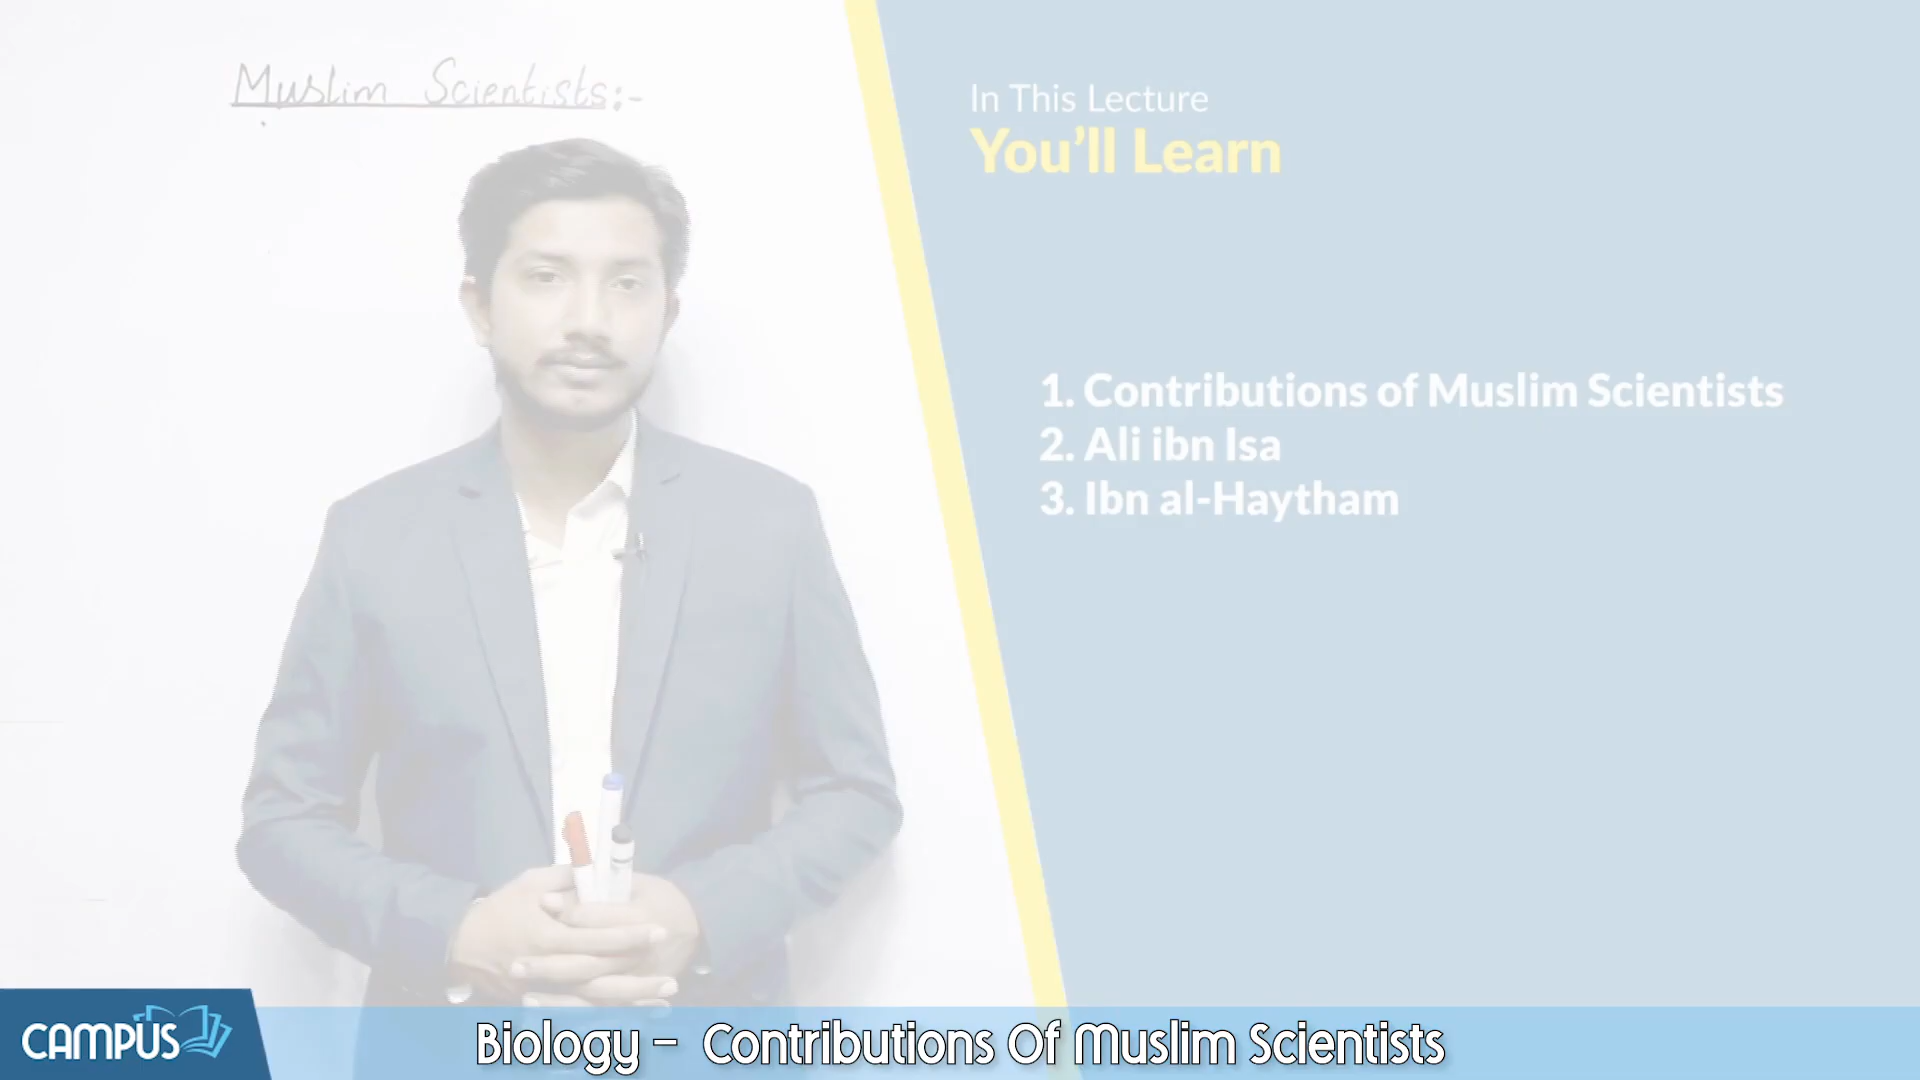 Muslim Scientists:-
In This Lecture
You'll Learn
1. Contributions of Muslim Scientists
2. Ali ibn Isa
3. Ibn al-Haytham
CAMPUS
Biology - Contributions Of Muslim Scientists